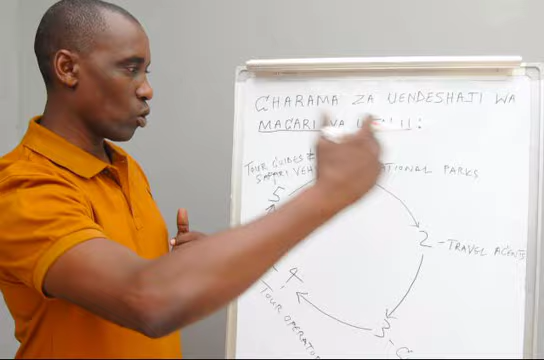 GHARAMA ZA UENDESHAJI WA
MAGARI YA
TOUR GUIDES &
SAFARI VEH
NATIONAL PARKS
5
2 - TRAVEL AGENTS
4
TOUR OPERATOR
3 - C